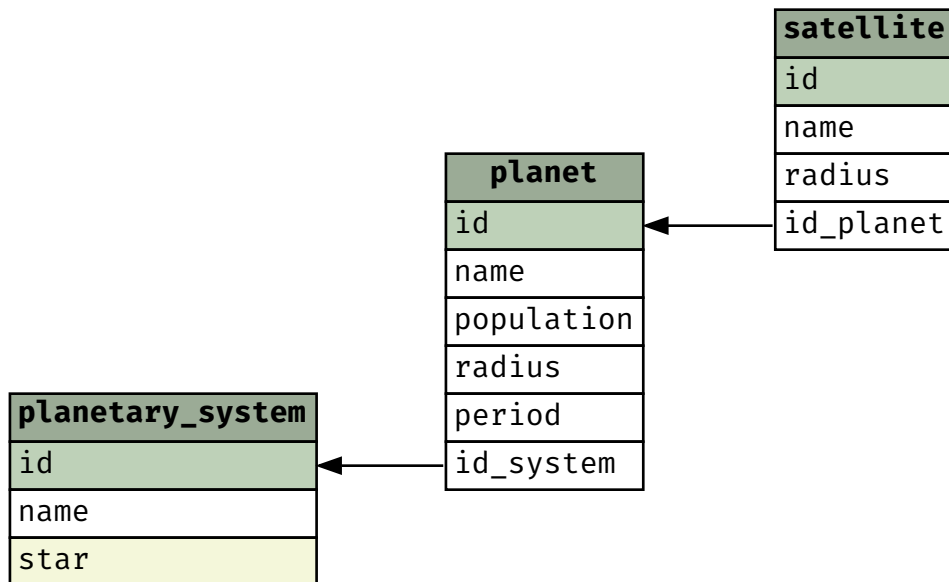 satellite
id
name
radius
id_planet
planet
id
name
population
radius
period
id_system
planetary_system
id
name
star